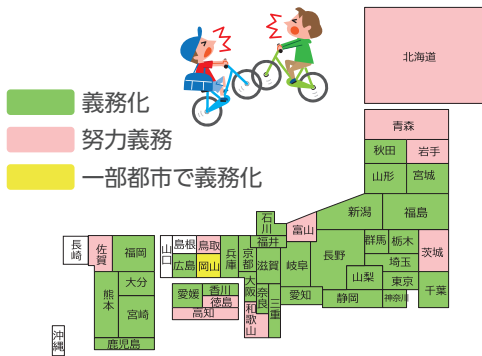 北海道
義務化
努力義務
一部都市で義務化
青森
秋田
岩手
山形
宮城
新潟
福島
石川
富山
福井
群馬
栃木
茨城
長野
埼玉
山梨
東京
千葉
静岡
神奈川
岐阜
愛知
滋賀
京都
大阪
奈良
三重
和歌山
兵庫
鳥取
岡山
島根
広島
山口
愛媛
香川
徳島
高知
長崎
佐賀
福岡
大分
熊本
宮崎
鹿児島
沖縄